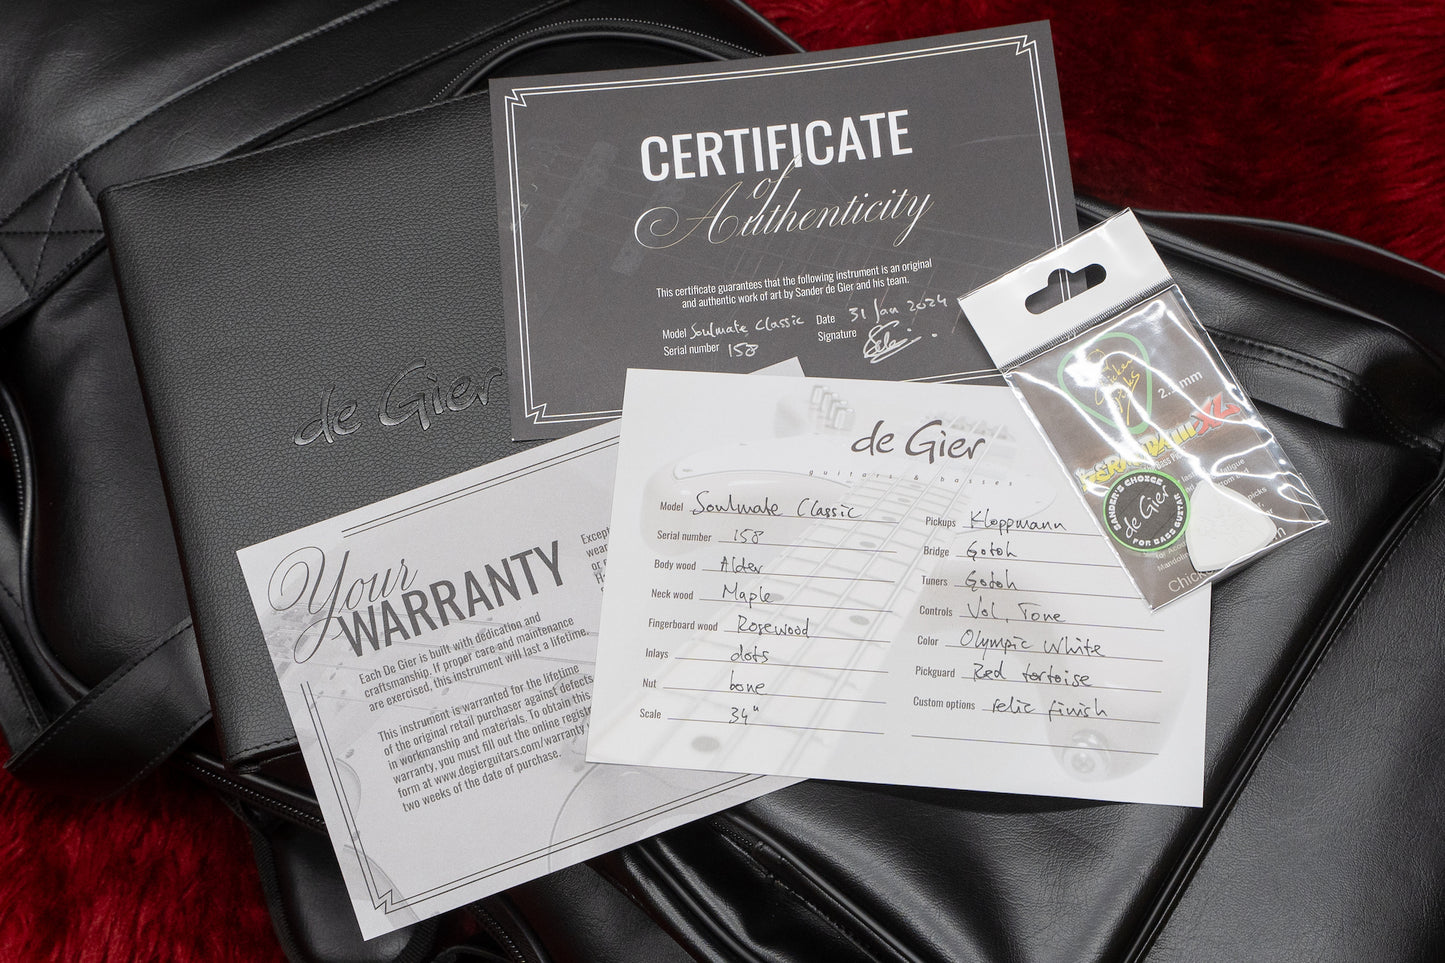 CERTIFICATE
of
Authenticity
This certificate guarantees that the following instrument is an original
and authentic work of art by Sander de Gier and his team.
Model Soulmate Classic Date 31 Jan 2024
Serial number 158 Signature
de Gier
de Gier
guitars & basses
Model Soulmate Classic
Serial number 158
Body wood Alder
Neck wood Maple
Fingerboard wood Rosewood
Inlays dots
Nut bone
Scale 34"
Pickups Kloppmann
Bridge Gotoh
Tuners Gotoh
Controls Vol, Tone
Color Olympic White
Pickguard Red tortoise
Custom options relic finish
Your
WARRANTY
Each De Gier is built with dedication and
craftsmanship. If proper care and maintenance
are exercised, this instrument will last a lifetime.
This instrument is warranted for the lifetime
of the original retail purchaser against defects
in workmanship and materials. To obtain this
warranty, you must fill out the online
form at www.degierguitars.com/warranty
two weeks of the date of purchase.
mm
XL
SANDER'S CHOICE
de Gier
FOR BASS GUITAR